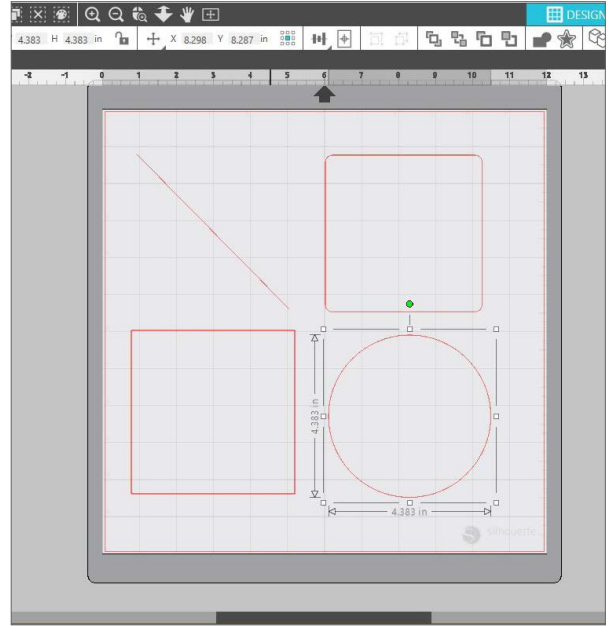 DESIGN
4.383 H 4.383 in X 8.298 Y 8.287 in
-2 -1 0 1 2 3 4 5 6 7 8 9 10 11 12 13
4.383 in
4.383 in
silhouette